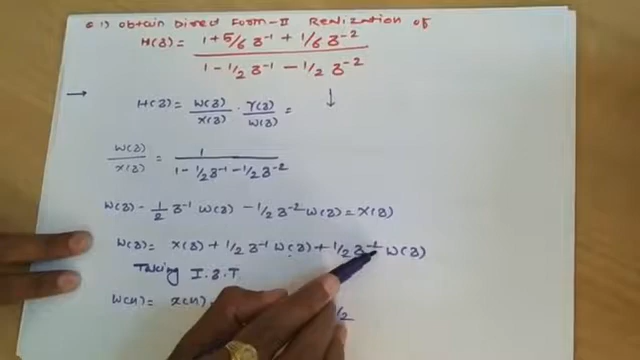 Q 1) obtain Direct Form-II Realization of
H(z) = 1 + 5/6 z⁻¹ + 1/6 z⁻² / 1 - 1/2 z⁻¹ - 1/2 z⁻²
H(z) = W(z)/X(z) · Y(z)/W(z) =
W(z)/X(z) = 1 / 1 - 1/2 z⁻¹ - 1/2 z⁻²
W(z) - 1/2 z⁻¹ W(z) - 1/2 z⁻² W(z) = X(z)
W(z) = X(z) + 1/2 z⁻¹ W(z) + 1/2 z⁻¹ W(z)
Taking I.Z.T
W(n) = x(n)